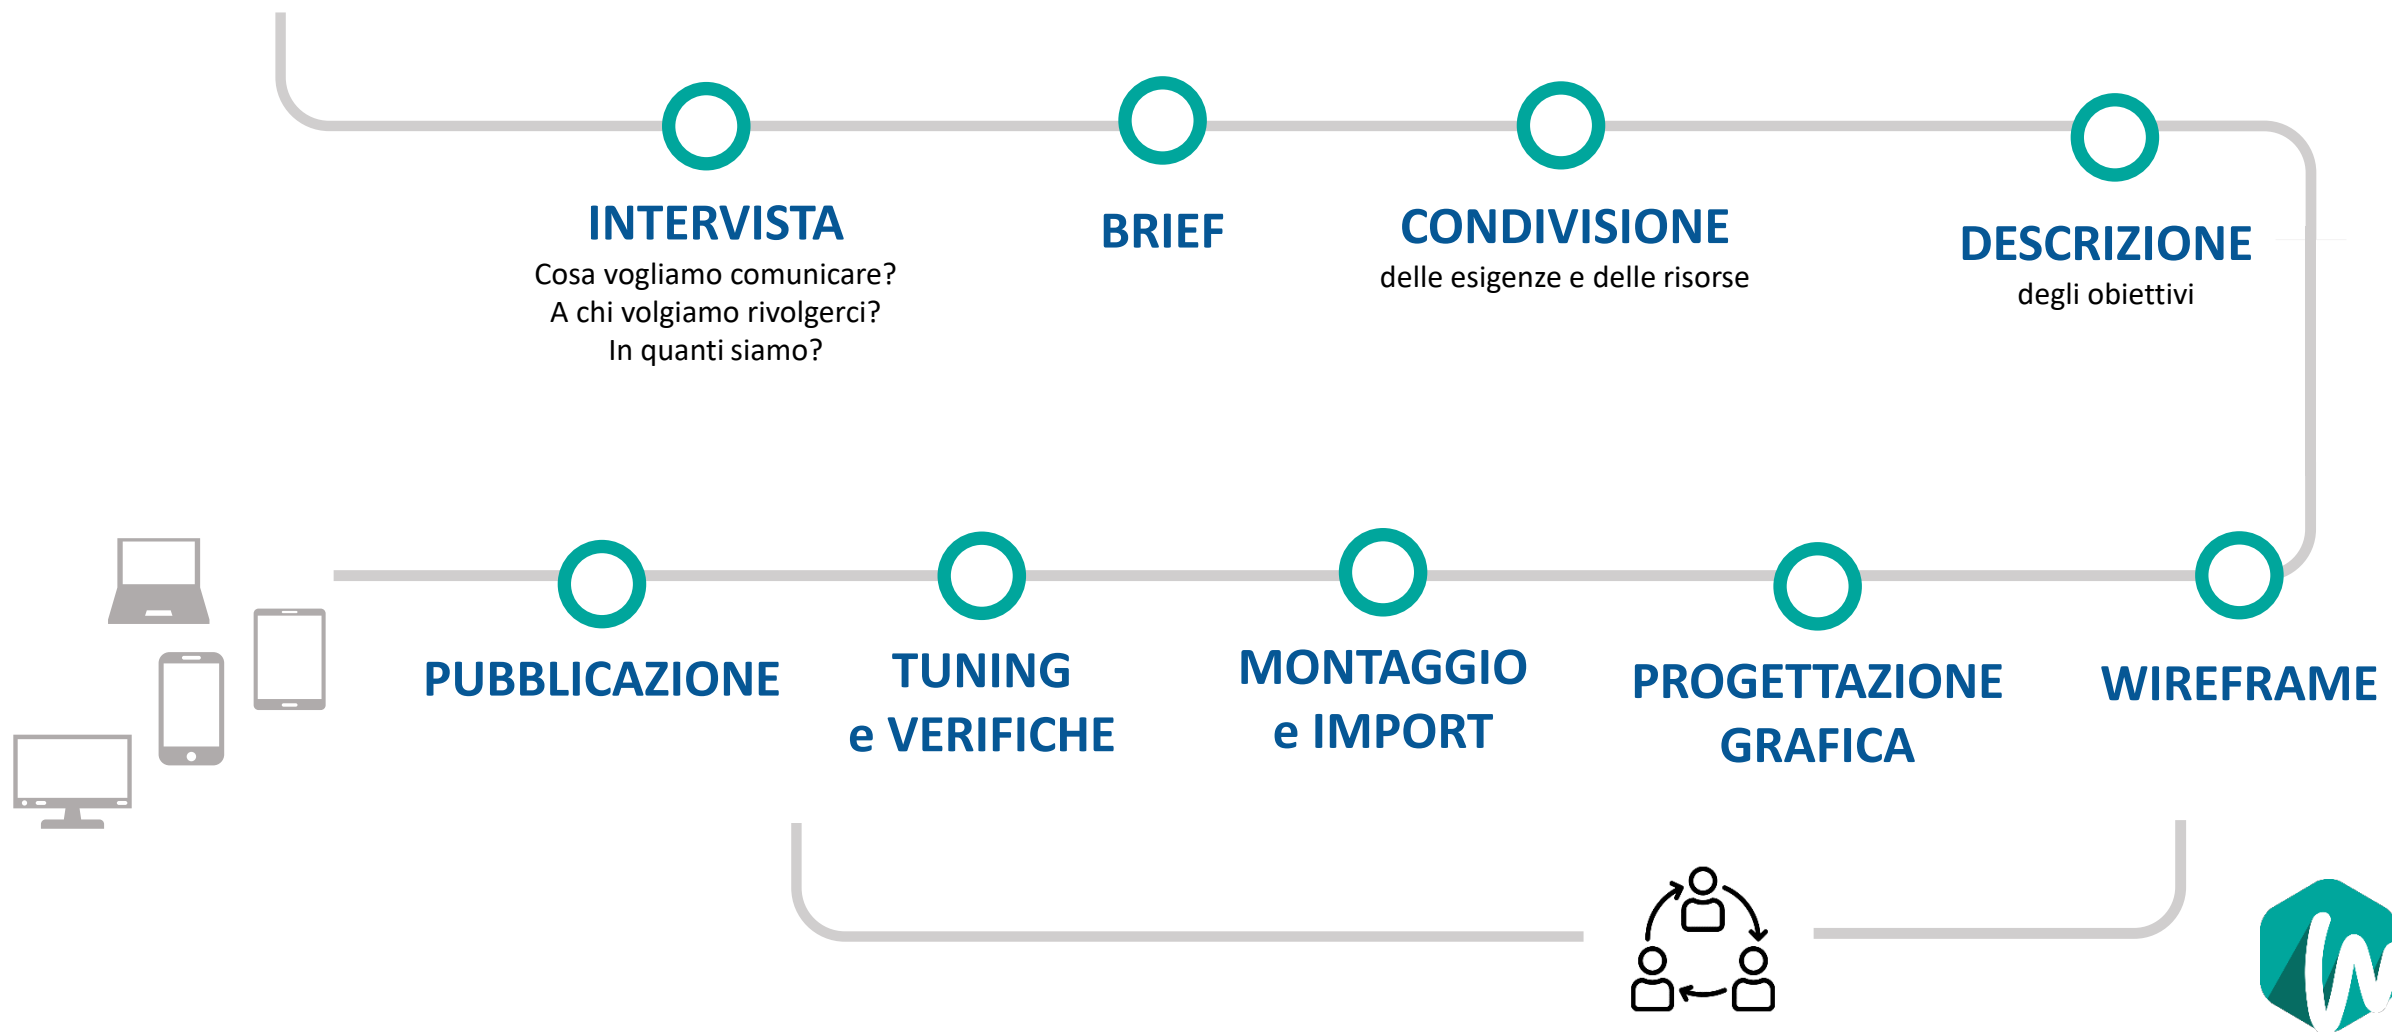 INTERVISTA
Cosa vogliamo comunicare?
A chi volgiamo rivolgerci?
In quanti siamo?
BRIEF
CONDIVISIONE
delle esigenze e delle risorse
DESCRIZIONE
degli obiettivi
WIREFRAME
PROGETTAZIONE
GRAFICA
MONTAGGIO
e IMPORT
TUNING
e VERIFICHE
PUBBLICAZIONE